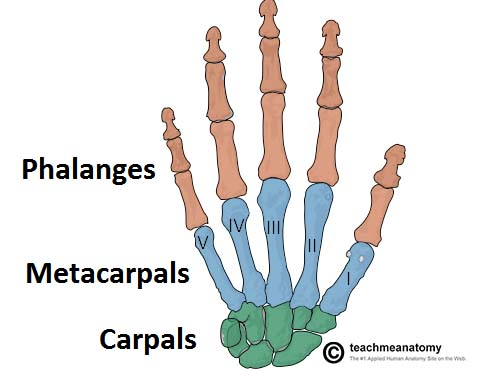 Phalanges
IV
III
V
II
Metacarpals
I
Carpals
© teachmeanatomy
The #1 Applied Human Anatomy Site on the Web.